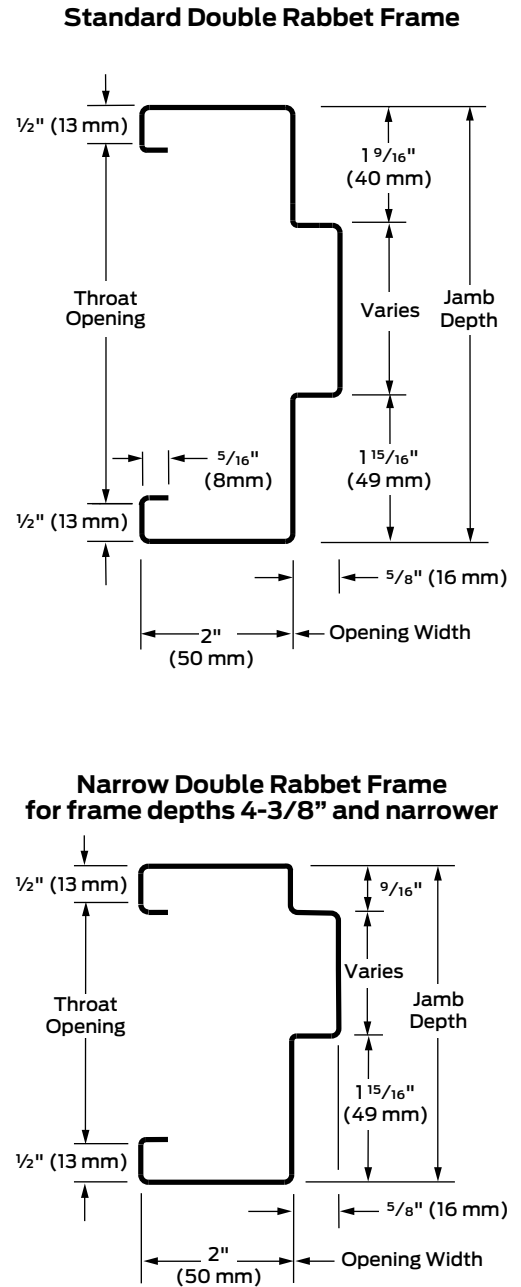 Standard Double Rabbet Frame
½" (13 mm)
1 9/16"
(40 mm)
Throat
Opening
Varies
Jamb
Depth
5/16"
(8mm)
1 15/16"
(49 mm)
½" (13 mm)
5/8" (16 mm)
2"
(50 mm)
Opening Width
Narrow Double Rabbet Frame
for frame depths 4-3/8” and narrower
½" (13 mm)
9/16"
Throat
Opening
Varies
Jamb
Depth
1 15/16"
(49 mm)
½" (13 mm)
5/8" (16 mm)
2"
(50 mm)
Opening Width